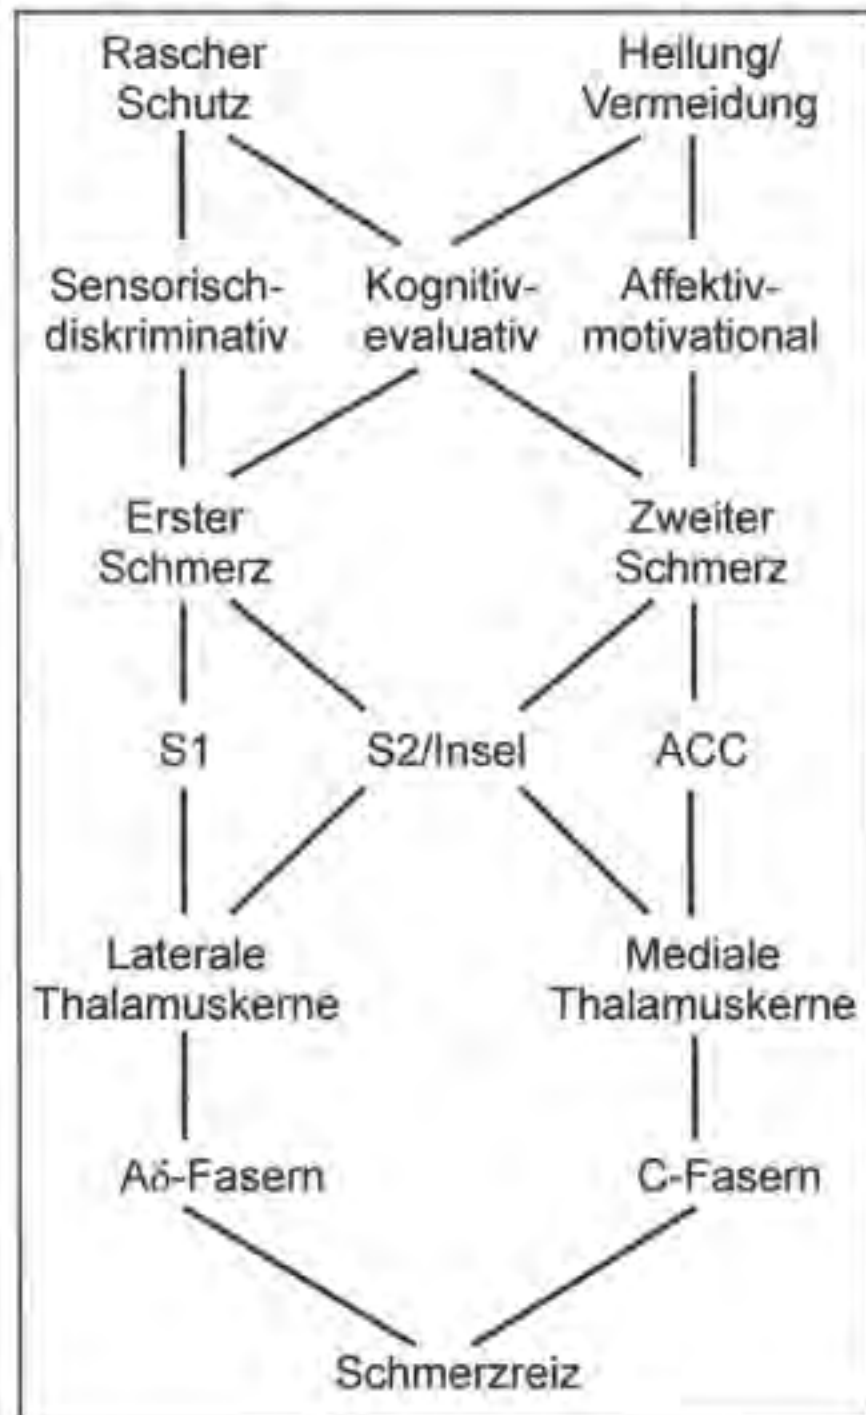 Rascher
Schutz
Heilung/
Vermeidung
Sensorisch-
diskriminativ
Kognitiv-
evaluativ
Affektiv-
motivational
Erster
Schmerz
Zweiter
Schmerz
S1
S2/Insel
ACC
Laterale
Thalamuskerne
Mediale
Thalamuskerne
Aδ-Fasern
C-Fasern
Schmerzreiz